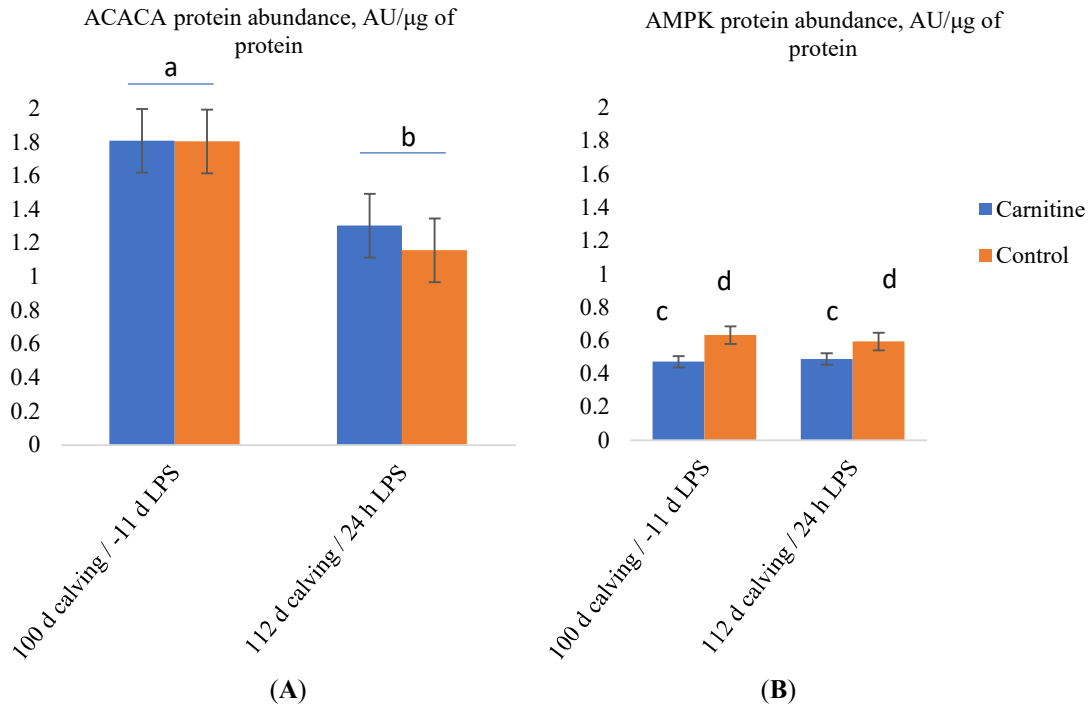 ACACA protein abundance, AU/μg of
protein
a
b
2
1.8
1.6
1.4
1.2
1
0.8
0.6
0.4
0.2
0
100 d calving / -11 d LPS
112 d calving / 24 h LPS
(A)
AMPK protein abundance, AU/μg of
protein
2
1.8
1.6
1.4
1.2
1
0.8
0.6
0.4
0.2
0
c
d
c
d
100 d calving / -11 d LPS
112 d calving / 24 h LPS
(B)
Carnitine
Control